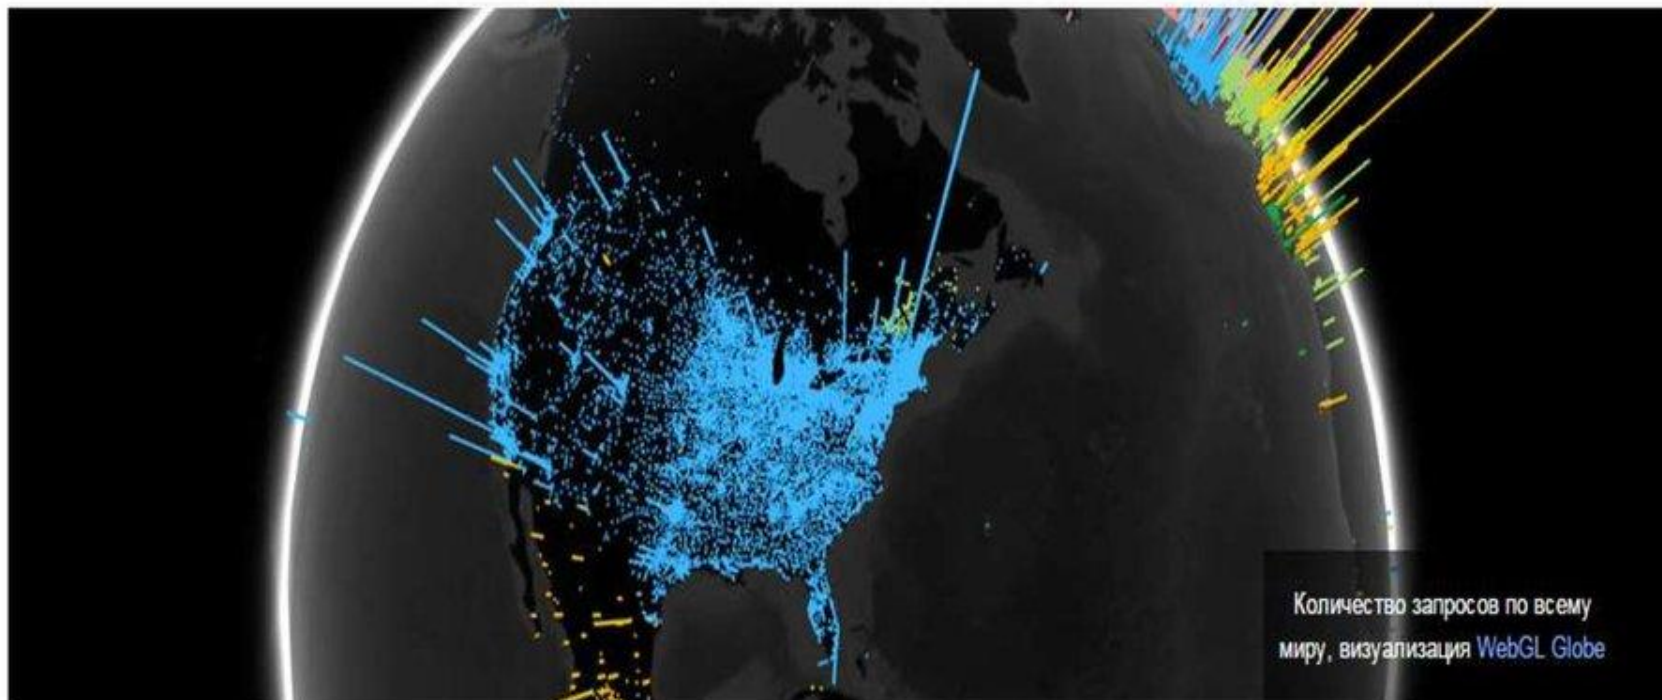 Количество запросов по всему
миру, визуализация WebGL Globe